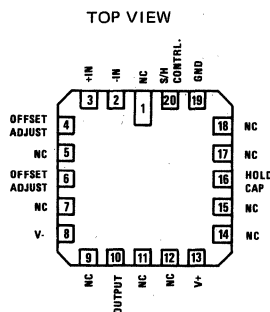 TOP VIEW
+IN
-IN
NC
S/H
CONTRL.
GND
3
2
1
20
19
OFFSET
ADJUST
4
18
NC
NC
5
17
NC
OFFSET
ADJUST
6
16
HOLD
CAP
NC
7
15
NC
V-
8
14
NC
9
10
11
12
13
NC
OUTPUT
NC
NC
V+